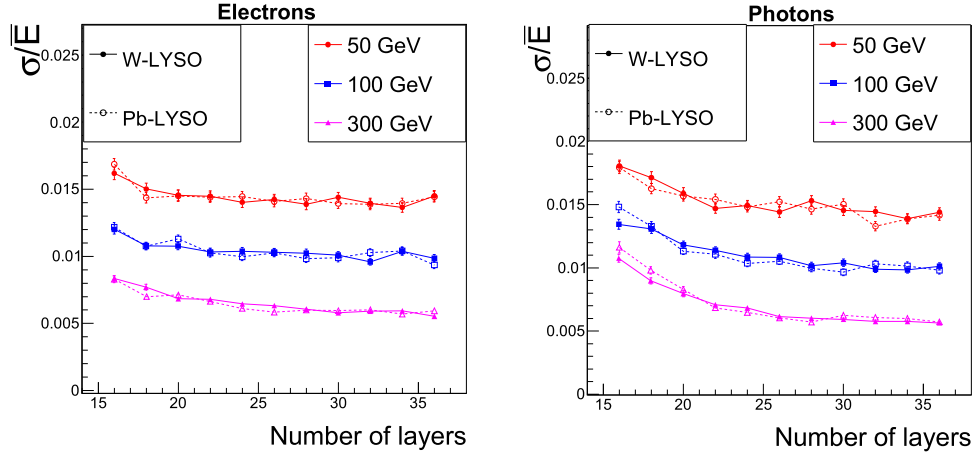 Electrons
σ/E̅
0.025
0.02
0.015
0.01
0.005
0
W-LYSO
Pb-LYSO
50 GeV
100 GeV
300 GeV
15 20 25 30 35
Number of layers
Photons
σ/E̅
0.025
0.02
0.015
0.01
0.005
0
W-LYSO
Pb-LYSO
50 GeV
100 GeV
300 GeV
15 20 25 30 35
Number of layers